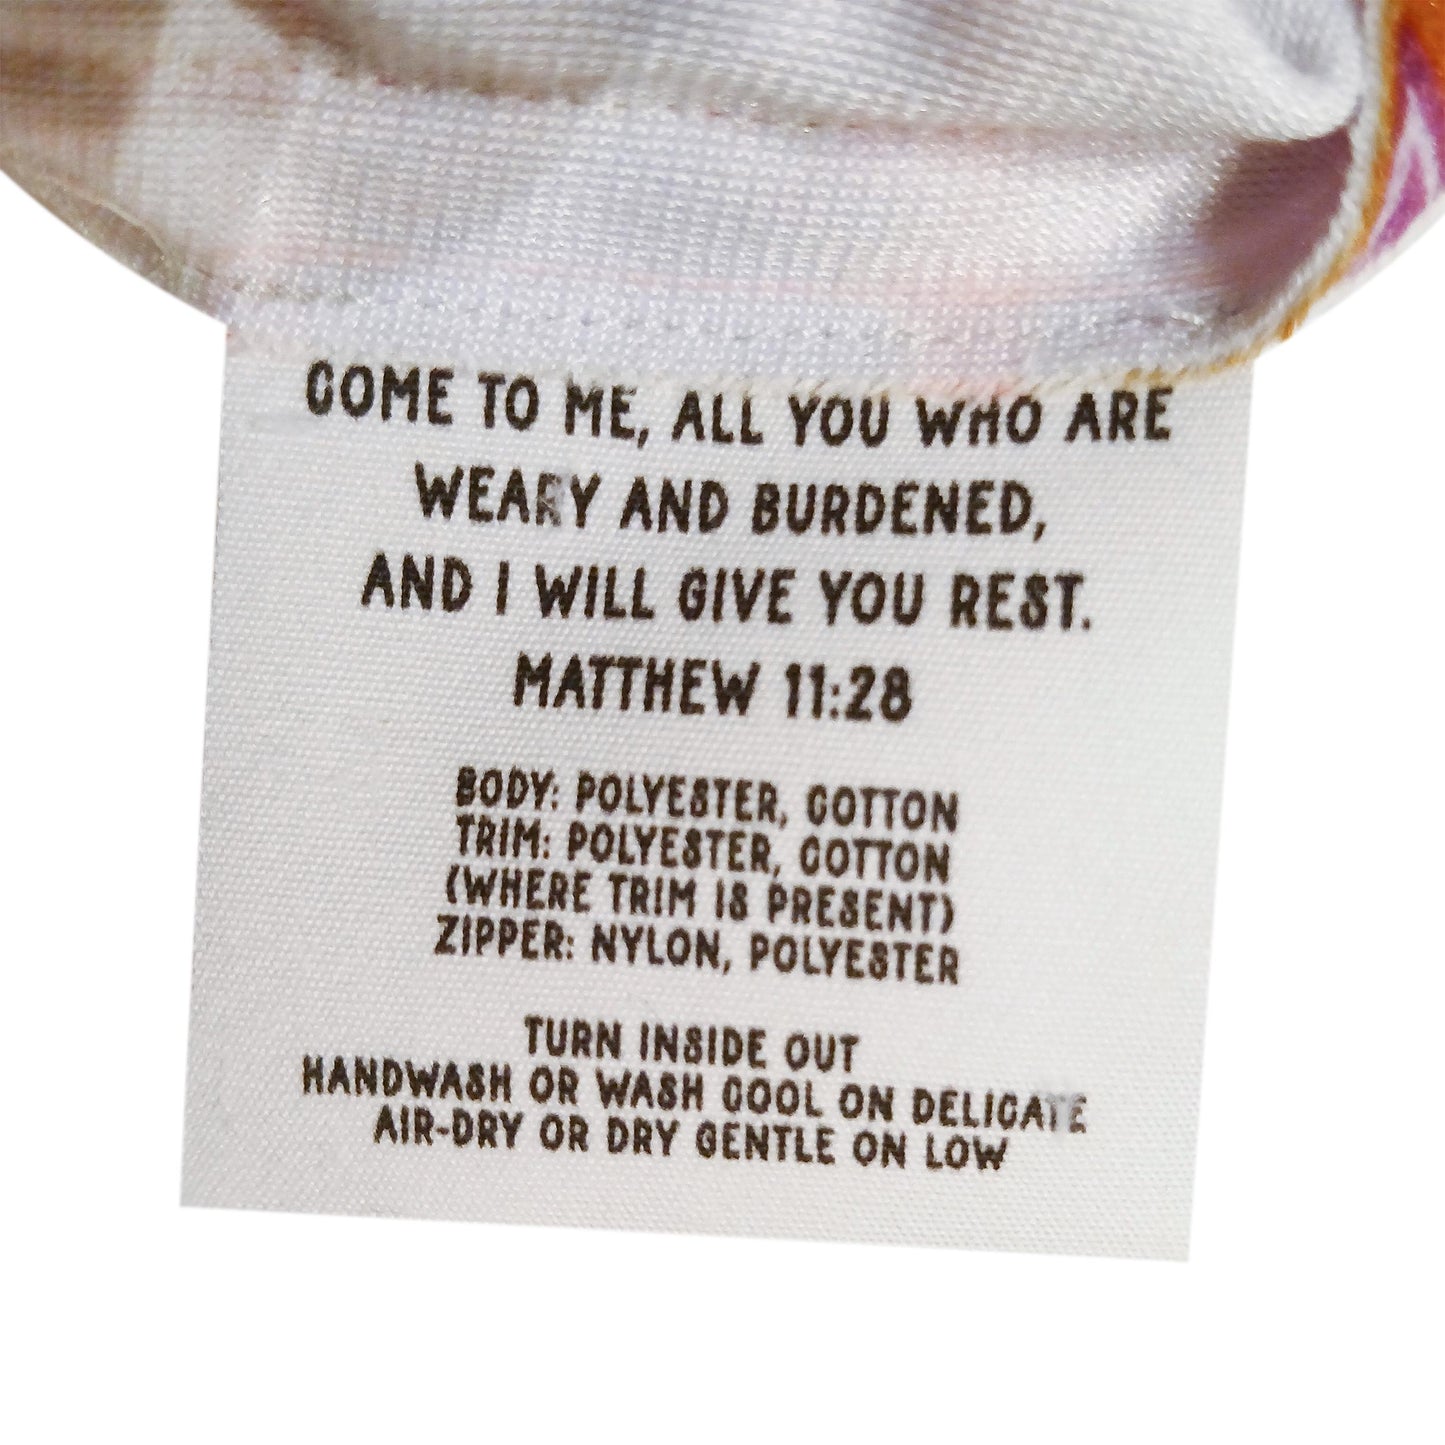 COME TO ME, ALL YOU WHO ARE
WEARY AND BURDENED,
AND I WILL GIVE YOU REST.
MATTHEW 11:28
BODY: POLYESTER, COTTON
TRIM: POLYESTER, COTTON
(WHERE TRIM IS PRESENT)
ZIPPER: NYLON, POLYESTER
TURN INSIDE OUT
HANDWASH OR WASH COOL ON DELICATE
AIR-DRY OR DRY GENTLE ON LOW